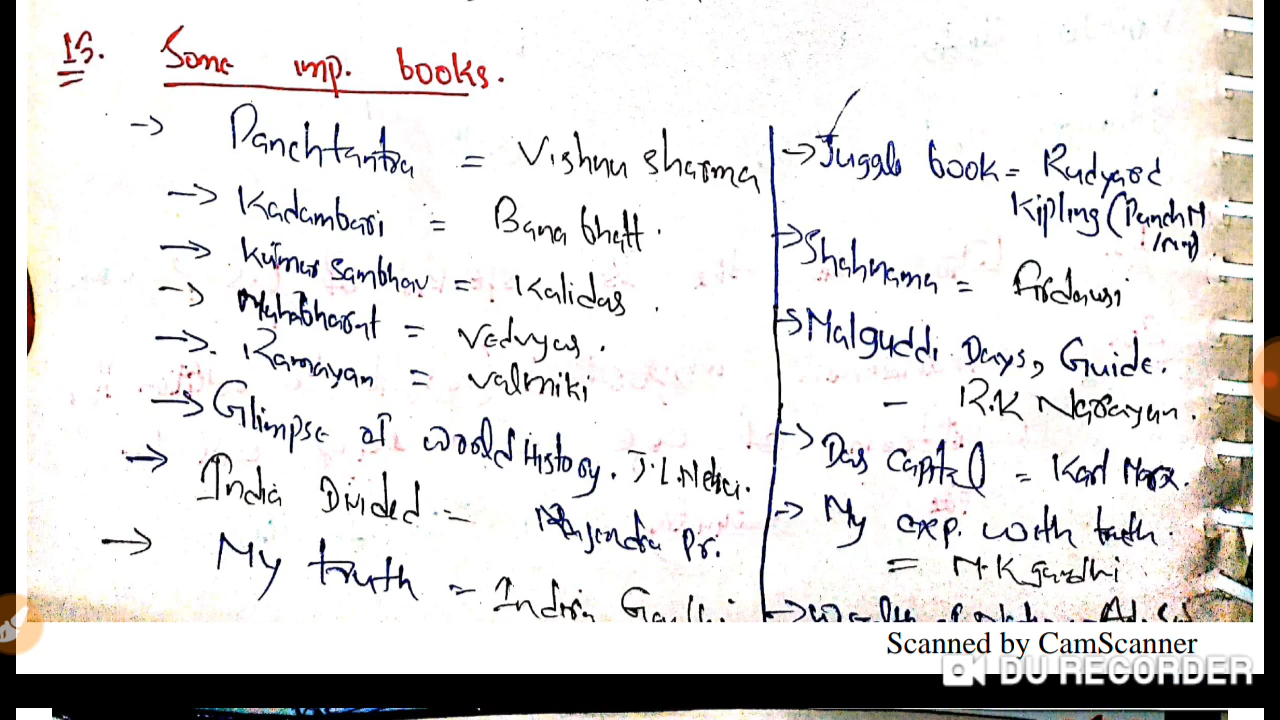 15. Some imp. books.
→ Panchtantra = Vishnu sharma
→ Kadambari = Bana bhatt.
→ Kumar Sambhav = Kalidas.
→ Mahabharat = Vedvyas.
→ Ramayan = Valmiki
→ Glimpse of World History. J.L.Nehru.
→ India Divided = Rajendra Pr.
→ My truth = Indira Gandhi
→ Juggle book = Rudyard
Kipling (Punch M
→ Shahnama = Firdausi
→ Malguddi Days, Guide.
- R.K Narayan.
→ Das Capital = Karl Marx.
→ My exp. with truth.
= M.K gandhi
Scanned by CamScanner
DU RECORDER